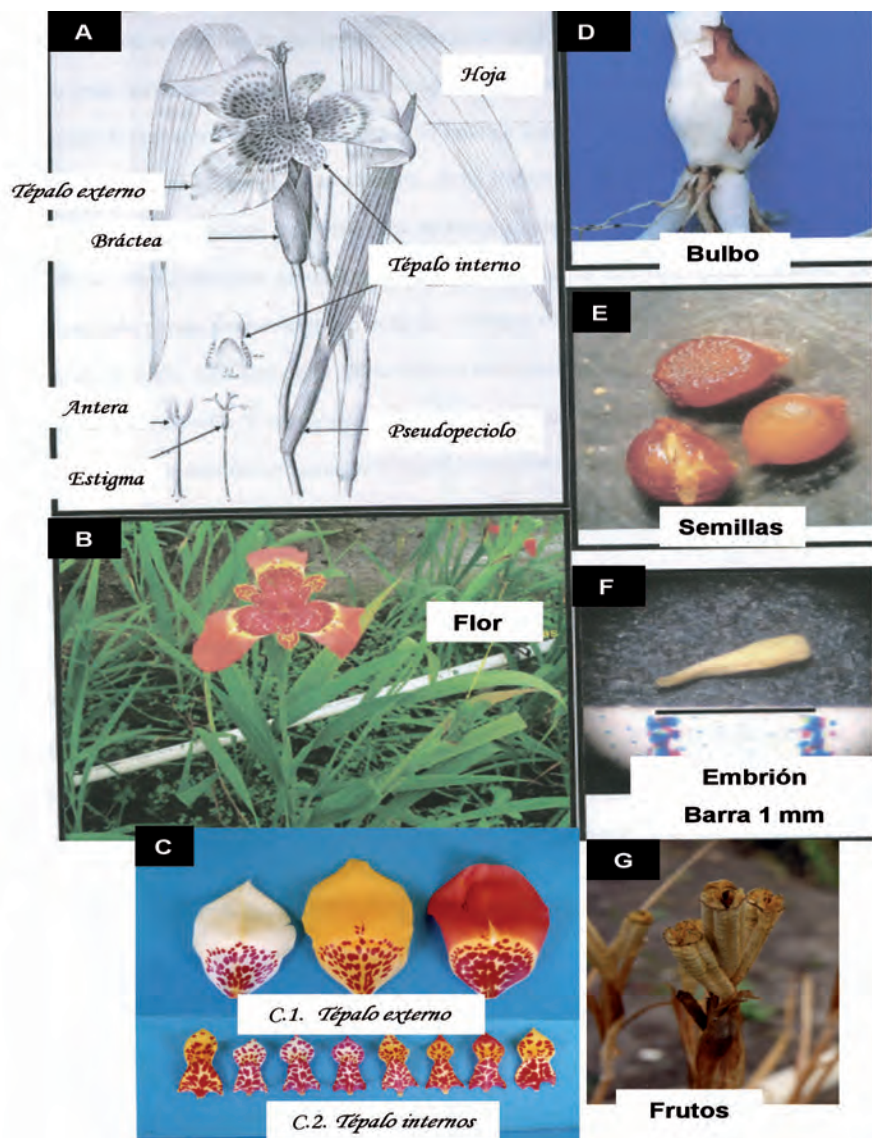 A
Hoja
Tépalo externo
Bráctea
Tépalo interno
Antera
Pseudopeciolo
Estigma
B
Flor
C
C.1. Tépalo externo
C.2. Tépalo internos
D
Bulbo
E
Semillas
F
Embrión
Barra 1 mm
G
Frutos